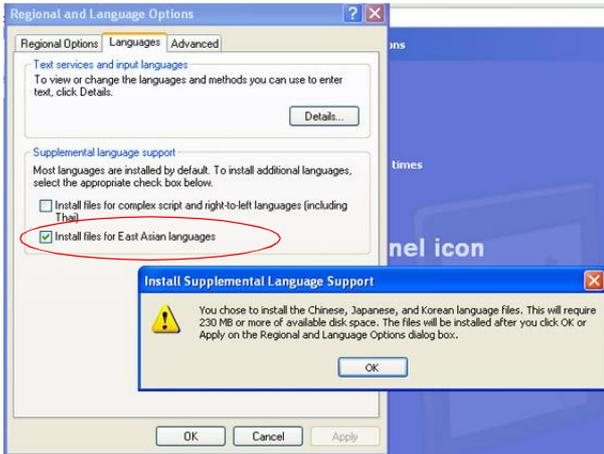 Regional and Language Options
Regional Options
Languages
Advanced
Text services and input languages
To view or change the languages and methods you can use to enter
text, click Details.
Details...
Supplemental language support
Most languages are installed by default. To install additional languages,
select the appropriate check box below.
Install files for complex script and right-to-left languages (including
Thai)
Install files for East Asian languages
times
nel icon
Install Supplemental Language Support
You chose to install the Chinese, Japanese, and Korean language files. This will require
230 MB or more of available disk space. The files will be installed after you click OK or
Apply on the Regional and Language Options dialog box.
OK
OK
Cancel
Apply